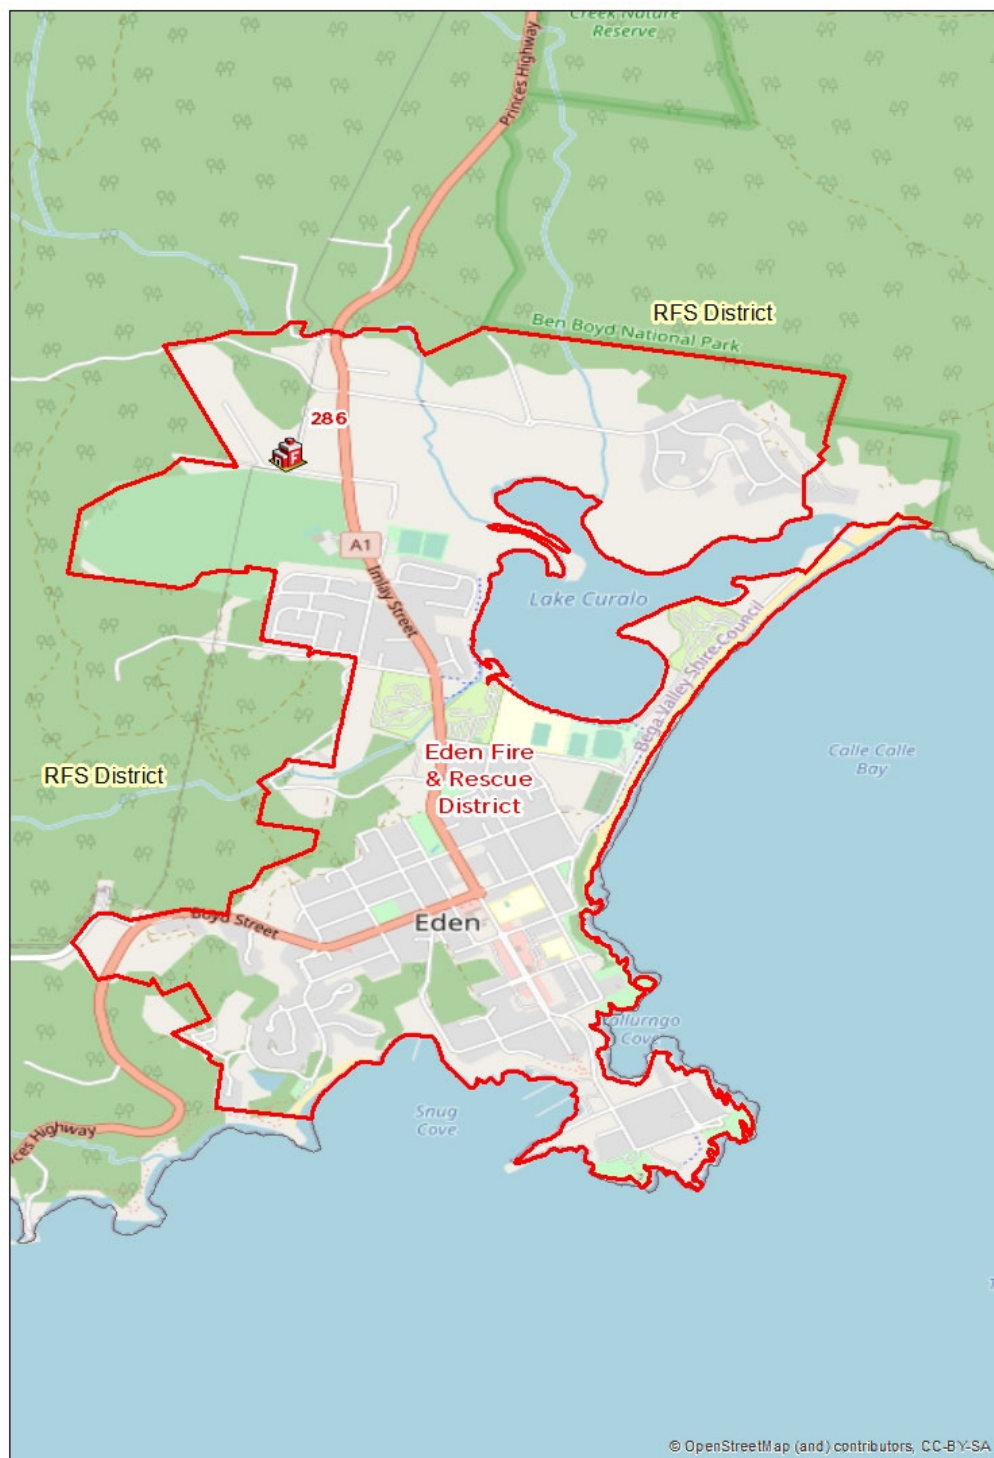 Creek Nature
Reserve
Princes Highway
RFS District
Ben Boyd National Park
286
A1
Imlay Street
Lake Curalo
Bega Valley Shire Council
Calle Calle
Bay
Eden Fire
& Rescue
District
RFS District
Boyd Street
Eden
Cove
Snug
Cove
Highway
© OpenStreetMap (and) contributors, CC-BY-SA